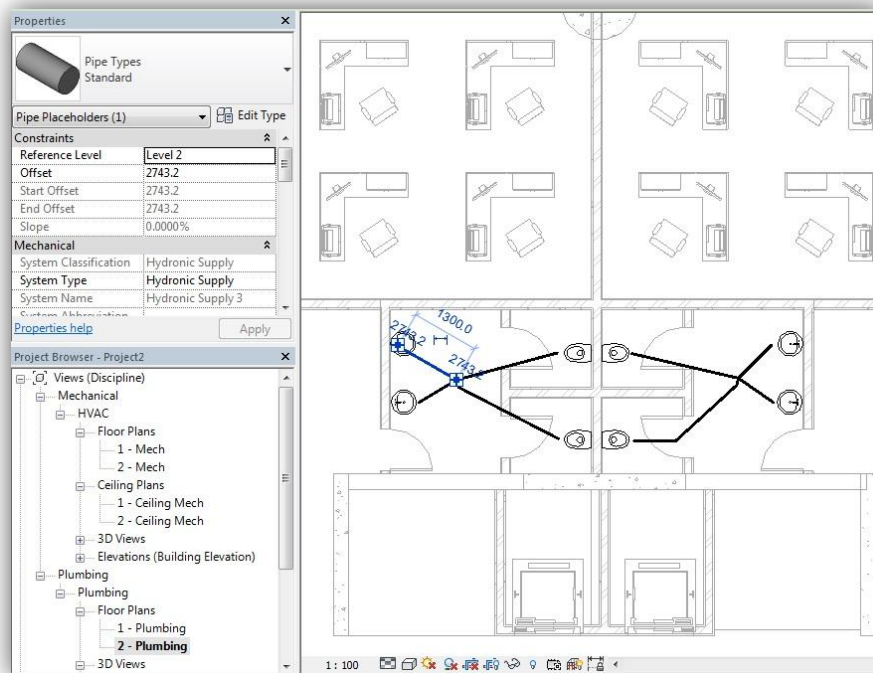 Properties
Pipe Types
Standard
Pipe Placeholders (1)
Edit Type
Constraints
Reference Level Level 2
Offset 2743.2
Start Offset 2743.2
End Offset 2743.2
Slope 0.0000%
Mechanical
System Classification Hydronic Supply
System Type Hydronic Supply
System Name Hydronic Supply 3
System Abbreviation
Properties help
Apply
Project Browser - Project2
Views (Discipline)
Mechanical
HVAC
Floor Plans
1 - Mech
2 - Mech
Ceiling Plans
1 - Ceiling Mech
2 - Ceiling Mech
3D Views
Elevations (Building Elevation)
Plumbing
Plumbing
Floor Plans
1 - Plumbing
2 - Plumbing
3D Views
1300.0
2743.2
2743.2
1 : 100